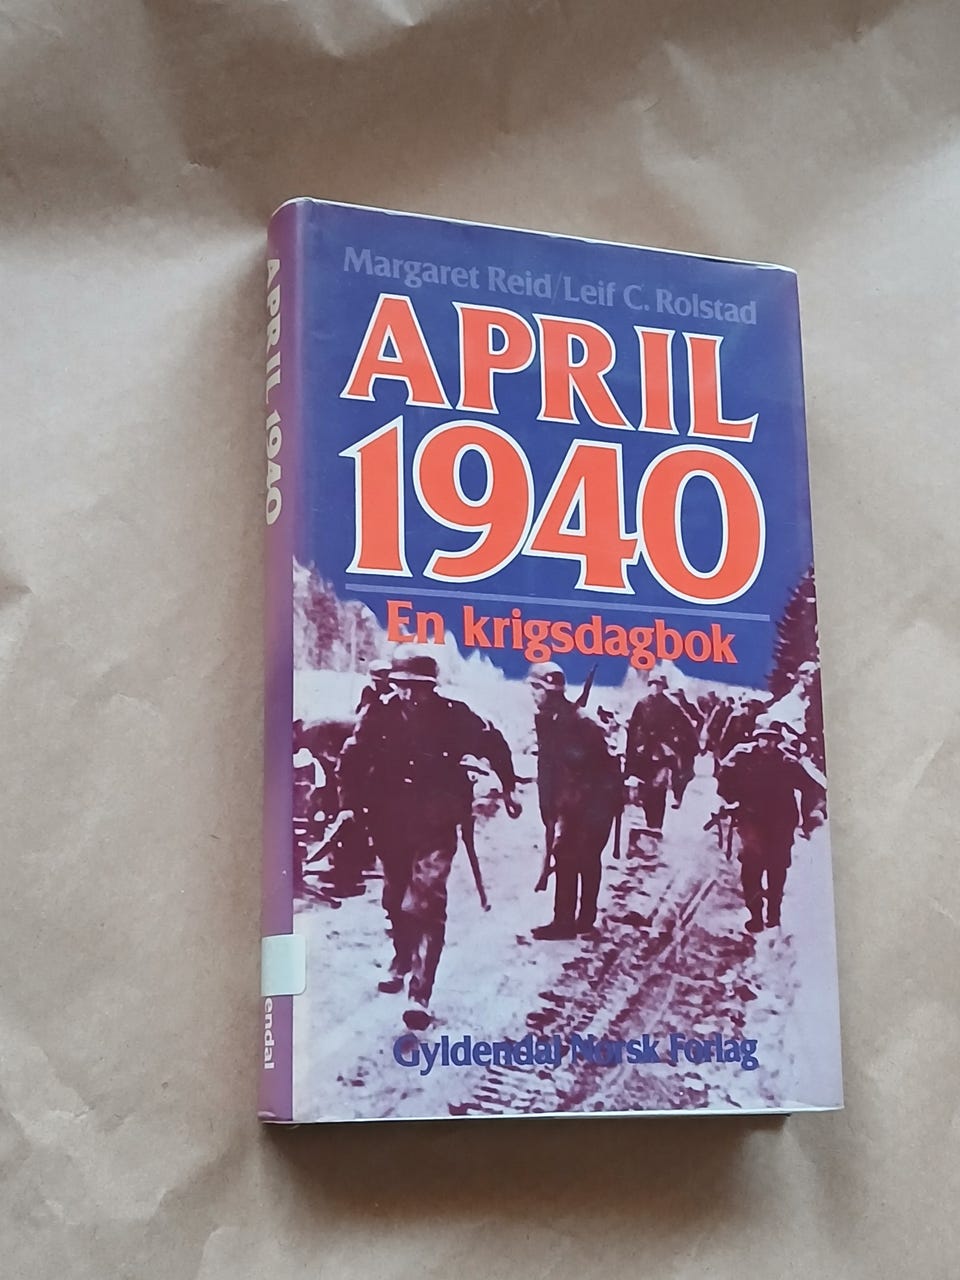 Margaret Reid/Leif C. Rolstad
APRIL
1940
En krigsdagbok
Gyldendal Norsk Forlag
APRIL 1940
endal